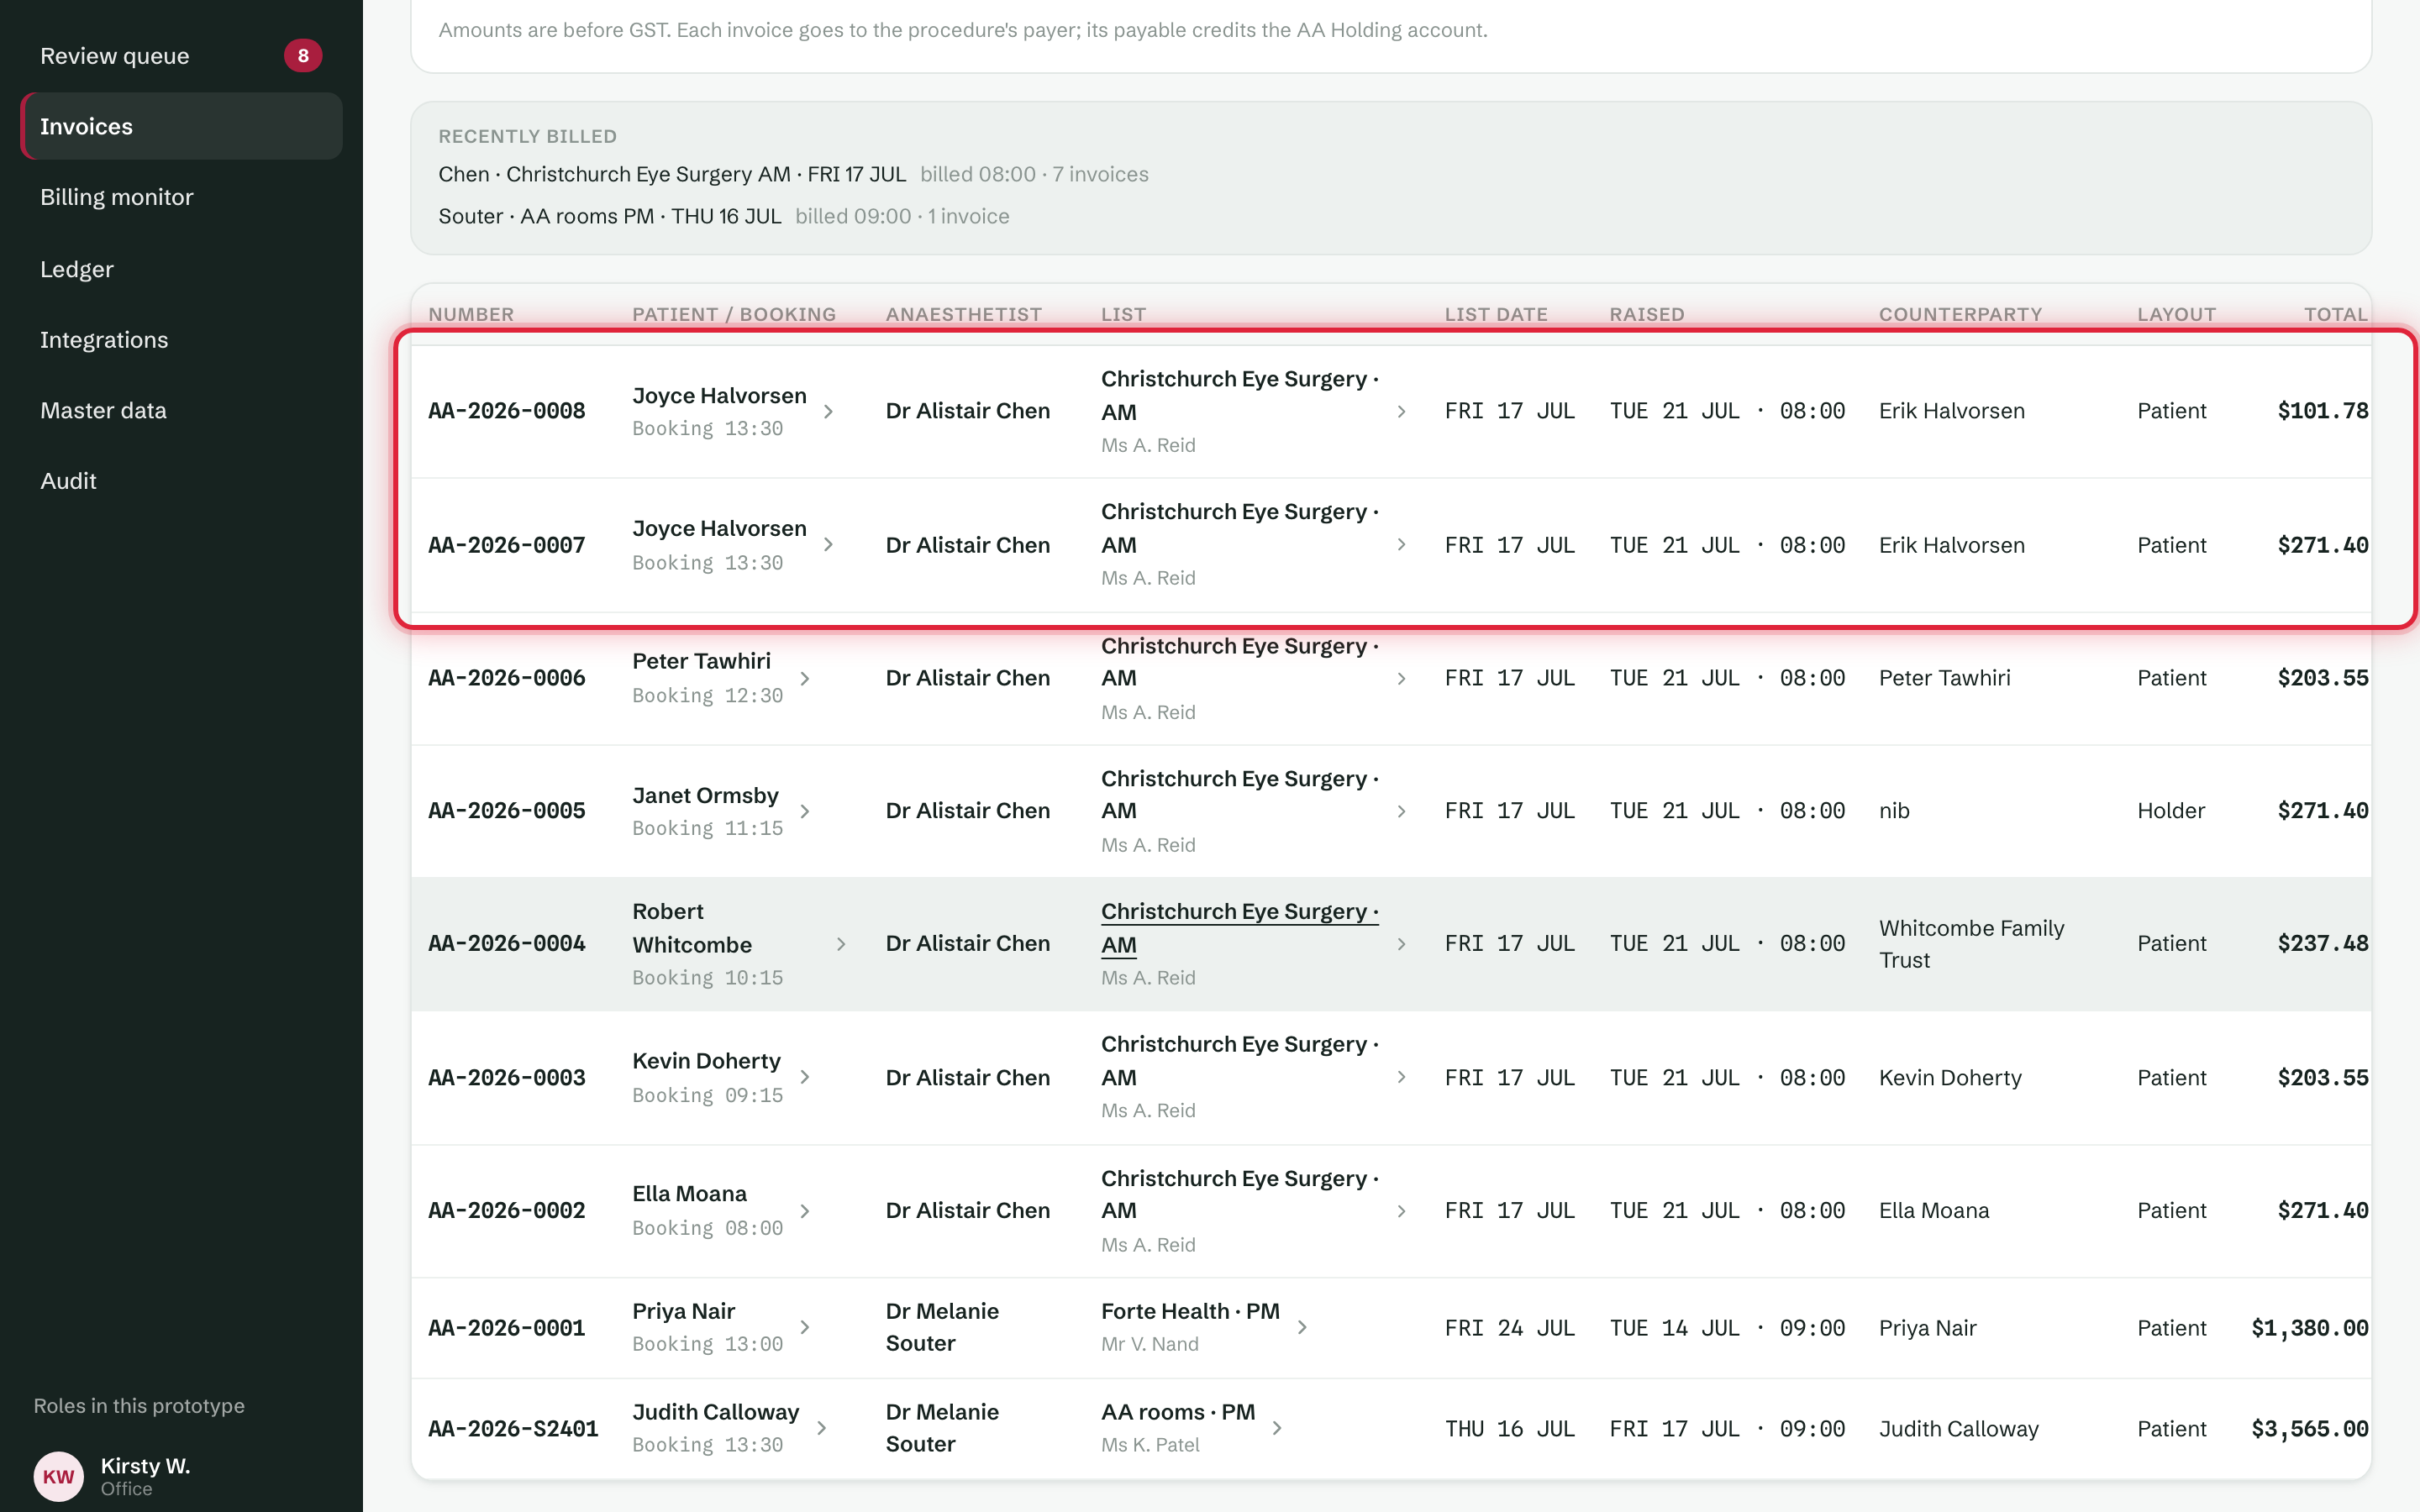 Review queue 8
Invoices
Billing monitor
Ledger
Integrations
Master data
Audit
Roles in this prototype
KW Kirsty W.
Office
Amounts are before GST. Each invoice goes to the procedure's payer; its payable credits the AA Holding account.
RECENTLY BILLED
Chen · Christchurch Eye Surgery AM · FRI 17 JUL billed 08:00 · 7 invoices
Souter · AA rooms PM · THU 16 JUL billed 09:00 · 1 invoice
NUMBER PATIENT / BOOKING ANAESTHETIST LIST LIST DATE RAISED COUNTERPARTY LAYOUT TOTAL
AA-2026-0008 Joyce Halvorsen Booking 13:30 Dr Alistair Chen Christchurch Eye Surgery · AM Ms A. Reid FRI 17 JUL TUE 21 JUL · 08:00 Erik Halvorsen Patient $101.78
AA-2026-0007 Joyce Halvorsen Booking 13:30 Dr Alistair Chen Christchurch Eye Surgery · AM Ms A. Reid FRI 17 JUL TUE 21 JUL · 08:00 Erik Halvorsen Patient $271.40
AA-2026-0006 Peter Tawhiri Booking 12:30 Dr Alistair Chen Christchurch Eye Surgery · AM Ms A. Reid FRI 17 JUL TUE 21 JUL · 08:00 Peter Tawhiri Patient $203.55
AA-2026-0005 Janet Ormsby Booking 11:15 Dr Alistair Chen Christchurch Eye Surgery · AM Ms A. Reid FRI 17 JUL TUE 21 JUL · 08:00 nib Holder $271.40
AA-2026-0004 Robert Whitcombe Booking 10:15 Dr Alistair Chen Christchurch Eye Surgery · AM Ms A. Reid FRI 17 JUL TUE 21 JUL · 08:00 Whitcombe Family Trust Patient $237.48
AA-2026-0003 Kevin Doherty Booking 09:15 Dr Alistair Chen Christchurch Eye Surgery · AM Ms A. Reid FRI 17 JUL TUE 21 JUL · 08:00 Kevin Doherty Patient $203.55
AA-2026-0002 Ella Moana Booking 08:00 Dr Alistair Chen Christchurch Eye Surgery · AM Ms A. Reid FRI 17 JUL TUE 21 JUL · 08:00 Ella Moana Patient $271.40
AA-2026-0001 Priya Nair Booking 13:00 Dr Melanie Souter Forte Health · PM Mr V. Nand FRI 24 JUL TUE 14 JUL · 09:00 Priya Nair Patient $1,380.00
AA-2026-S2401 Judith Calloway Booking 13:30 Dr Melanie Souter AA rooms · PM Ms K. Patel THU 16 JUL FRI 17 JUL · 09:00 Judith Calloway Patient $3,565.00